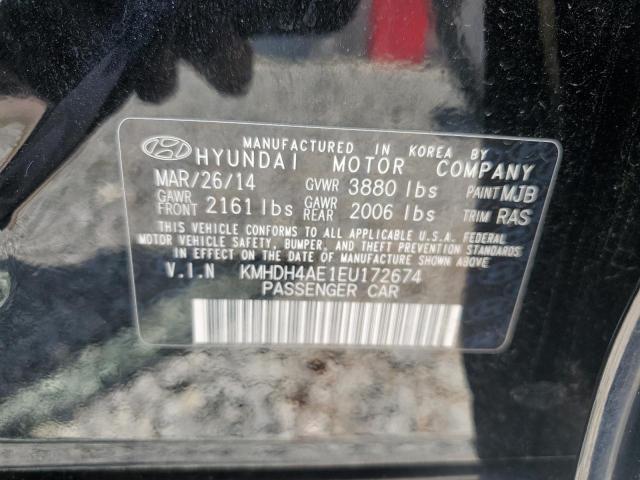 MANUFACTURED IN KOREA BY
HYUNDAI MOTOR COMPANY
MAR/26/14 GVWR 3880 lbs PAINT MJB
GAWR FRONT 2161 lbs GAWR REAR 2006 lbs TRIM RAS
THIS VEHICLE CONFORMS TO ALL APPLICABLE U.S.A. FEDERAL
MOTOR VEHICLE SAFETY, BUMPER, AND THEFT PREVENTION STANDARDS
IN EFFECT ON THE DATE OF MANUFACTURE SHOWN ABOVE
V.I.N KMHDH4AE1EU172674
PASSENGER CAR